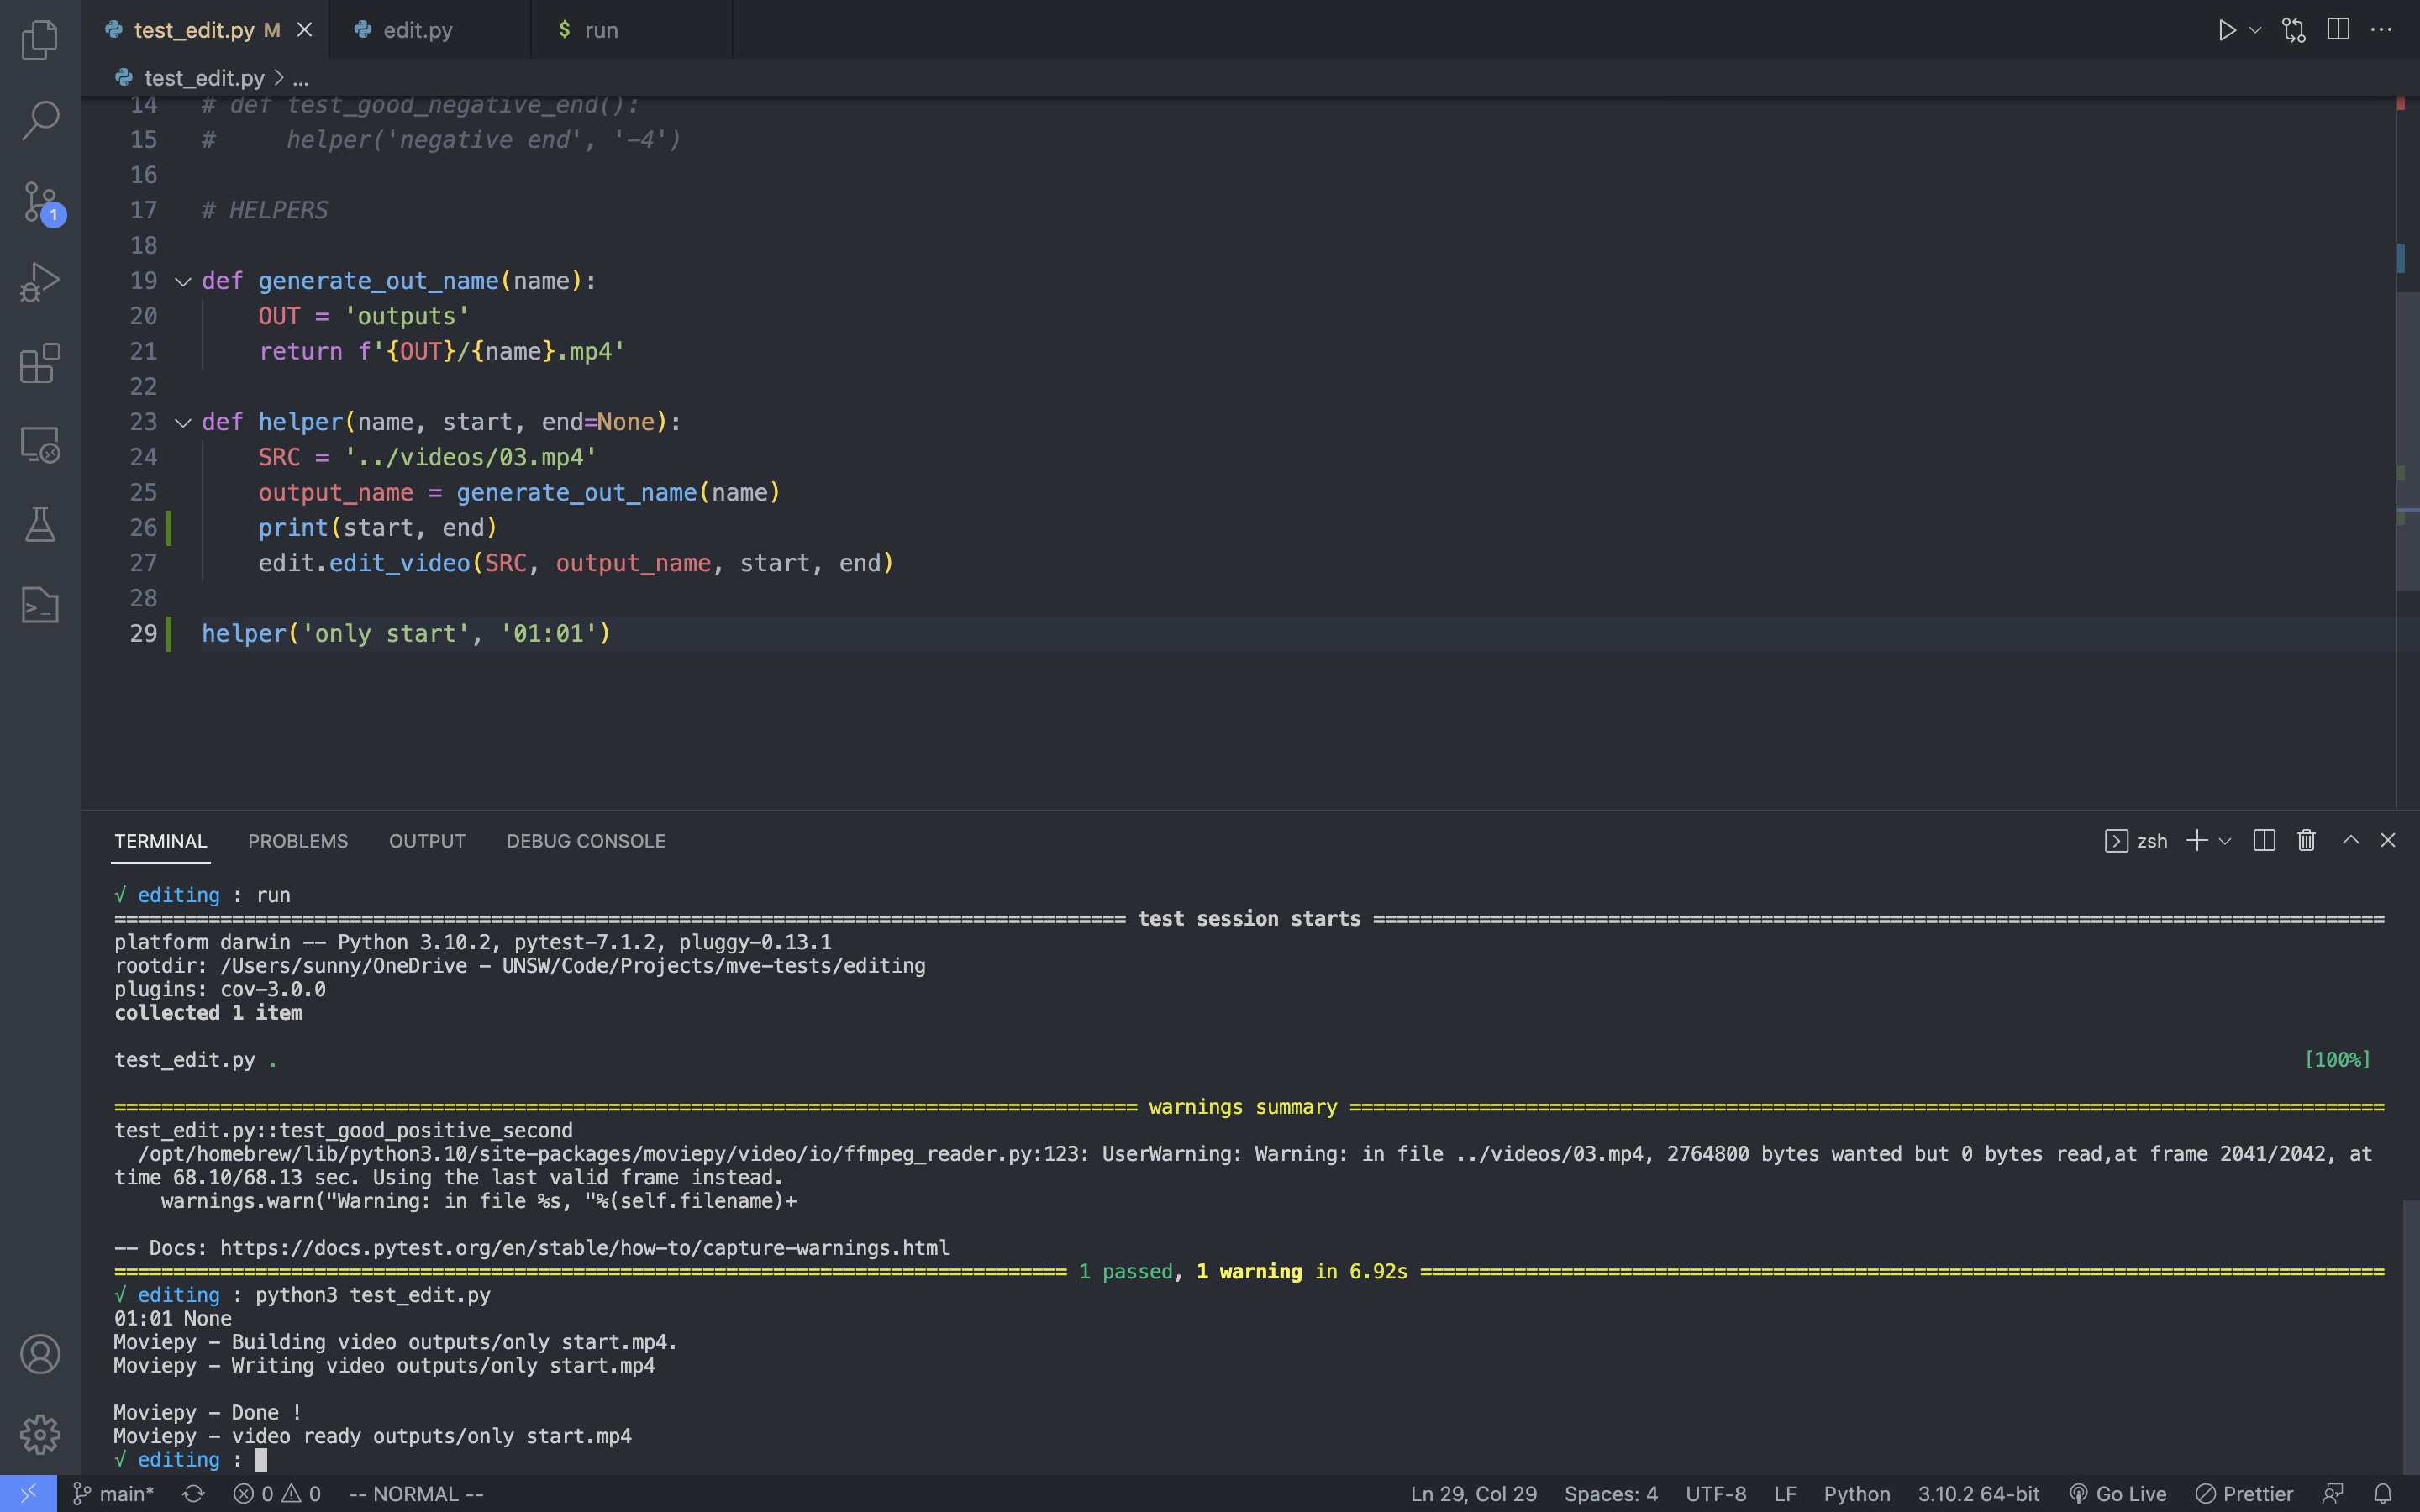 test_edit.py M
edit.py
$ run
test_edit.py > ...
14 # def test_good_negative_end():
15 #     helper('negative end', '-4')
16
17 # HELPERS
18
19 def generate_out_name(name):
20     OUT = 'outputs'
21     return f'{OUT}/{name}.mp4'
22
23 def helper(name, start, end=None):
24     SRC = '../videos/03.mp4'
25     output_name = generate_out_name(name)
26     print(start, end)
27     edit.edit_video(SRC, output_name, start, end)
28
29 helper('only start', '01:01')
1
TERMINAL PROBLEMS OUTPUT DEBUG CONSOLE zsh
√ editing : run
====================== test session starts ======================
platform darwin -- Python 3.10.2, pytest-7.1.2, pluggy-0.13.1
rootdir: /Users/sunny/OneDrive - UNSW/Code/Projects/mve-tests/editing
plugins: cov-3.0.0
collected 1 item
test_edit.py . [100%]
====================== warnings summary ======================
test_edit.py::test_good_positive_second
/opt/homebrew/lib/python3.10/site-packages/moviepy/video/io/ffmpeg_reader.py:123: UserWarning: Warning: in file ../videos/03.mp4, 2764800 bytes wanted but 0 bytes read,at frame 2041/2042, at
time 68.10/68.13 sec. Using the last valid frame instead.
warnings.warn("Warning: in file %s, "%(self.filename)+
-- Docs: https://docs.pytest.org/en/stable/how-to/capture-warnings.html
====================== 1 passed, 1 warning in 6.92s ======================
√ editing : python3 test_edit.py
01:01 None
Moviepy - Building video outputs/only start.mp4.
Moviepy - Writing video outputs/only start.mp4
Moviepy - Done !
Moviepy - video ready outputs/only start.mp4
√ editing :
main* 0 0 -- NORMAL -- Ln 29, Col 29 Spaces: 4 UTF-8 LF Python 3.10.2 64-bit Go Live Prettier